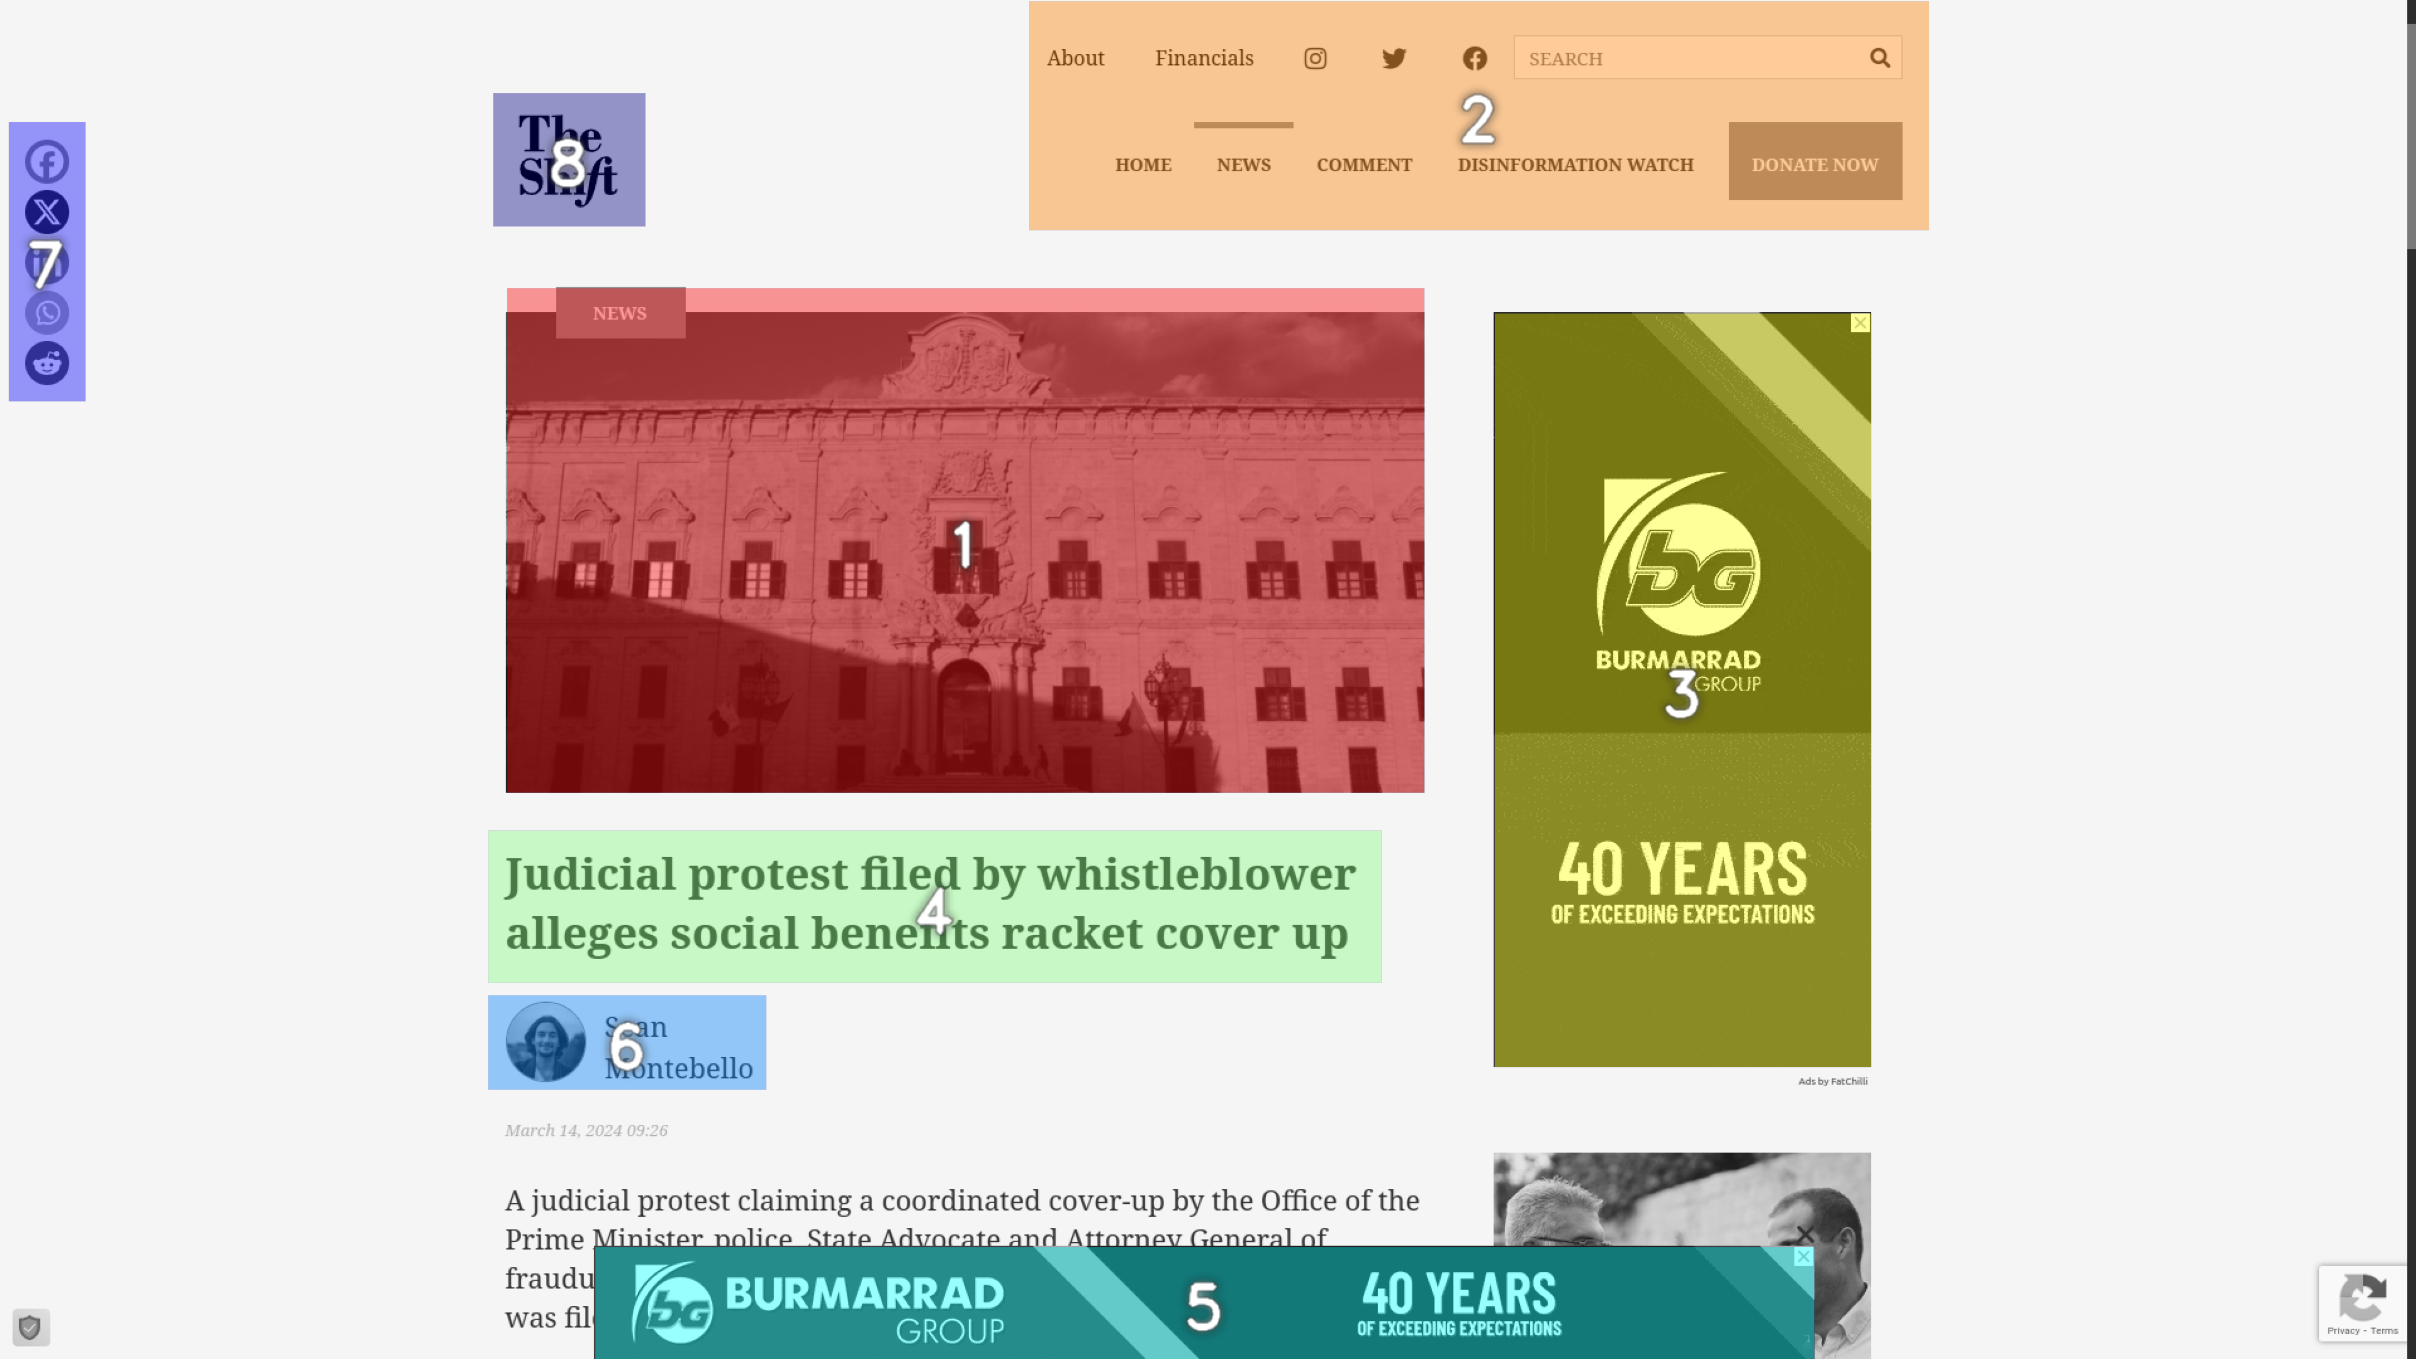 About Financials SEARCH
The
Shift
2
8
HOME NEWS COMMENT DISINFORMATION WATCH DONATE NOW
7
NEWS
1
bg
BURMARRAD
GROUP
3
40 YEARS
OF EXCEEDING EXPECTATIONS
Ads by FatChilli
Judicial protest filed by whistleblower
4
alleges social benefits racket cover up
Sean
6
Montebello
March 14, 2024 09:26
A judicial protest claiming a coordinated cover-up by the Office of the
Prime Minister, police, State Advocate and Attorney General of
fraudu
was fil
bg BURMARRAD
GROUP
5
40 YEARS
OF EXCEEDING EXPECTATIONS
Privacy - Terms